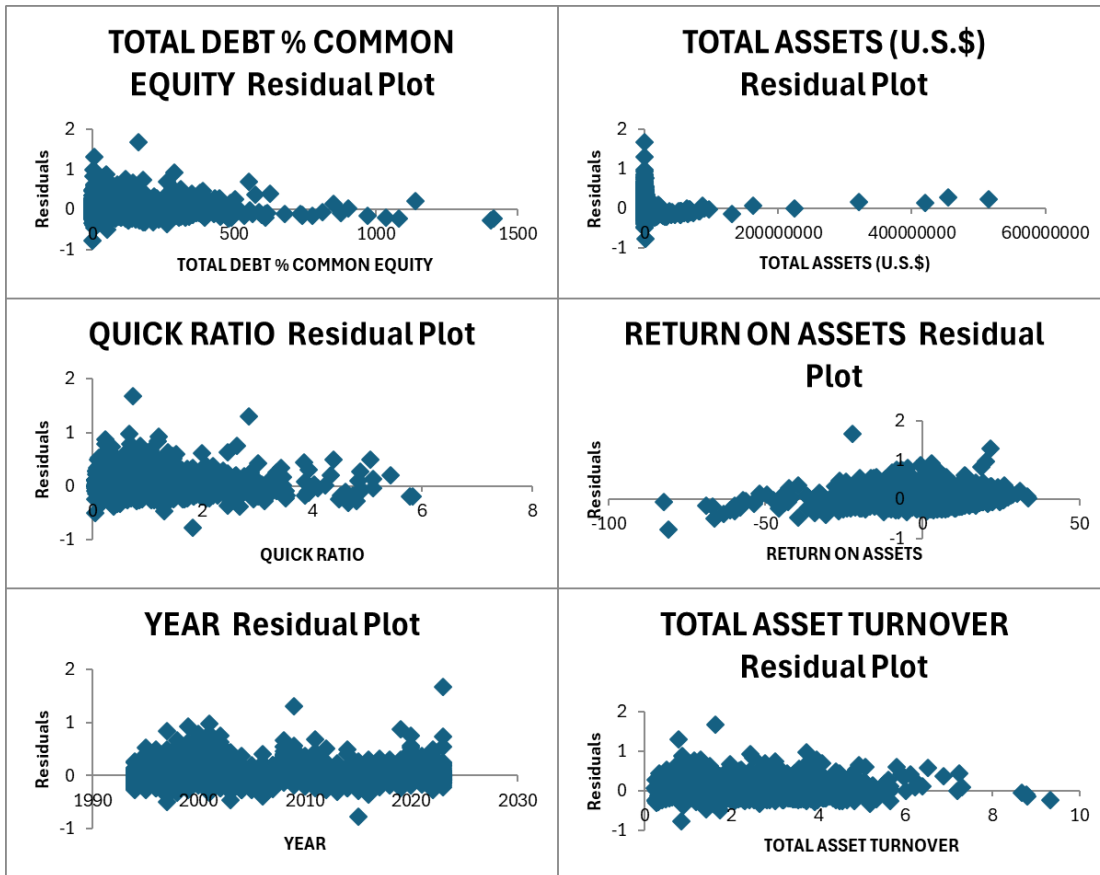 TOTAL DEBT % COMMON
EQUITY Residual Plot
2
1
0
-1
0
500
1000
1500
Residuals
TOTAL DEBT % COMMON EQUITY
TOTAL ASSETS (U.S.$)
Residual Plot
2
1
0
-1
0
200000000
400000000
600000000
Residuals
TOTAL ASSETS (U.S.$)
QUICK RATIO Residual Plot
2
1
0
-1
0
2
4
6
8
Residuals
QUICK RATIO
RETURN ON ASSETS Residual
Plot
2
1
0
-1
-100
-50
0
50
Residuals
RETURN ON ASSETS
YEAR Residual Plot
2
1
0
-1
1990
2000
2010
2020
2030
Residuals
YEAR
TOTAL ASSET TURNOVER
Residual Plot
2
1
0
-1
0
2
4
6
8
10
Residuals
TOTAL ASSET TURNOVER